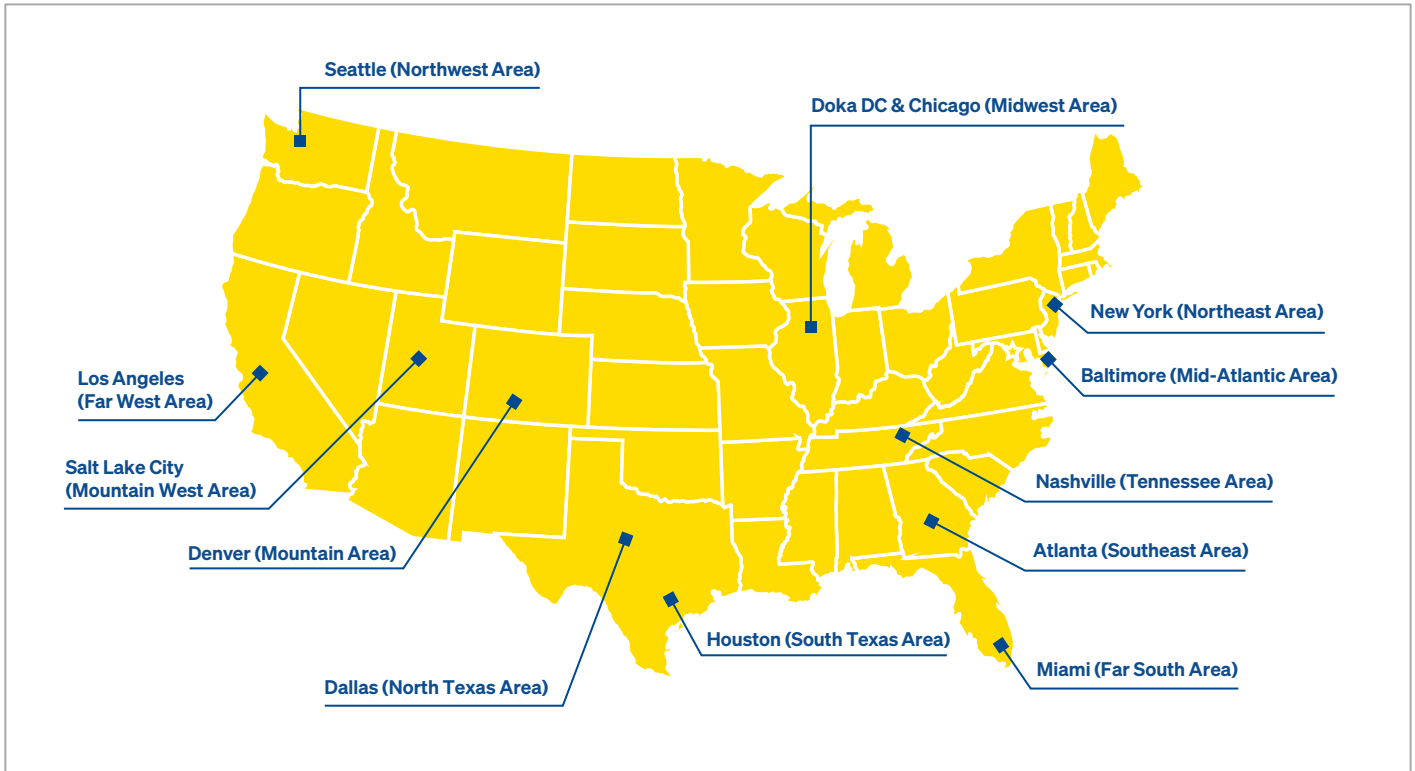 Seattle (Northwest Area)
Doka DC & Chicago (Midwest Area)
New York (Northeast Area)
Los Angeles
(Far West Area)
Baltimore (Mid-Atlantic Area)
Salt Lake City
(Mountain West Area)
Nashville (Tennessee Area)
Denver (Mountain Area)
Atlanta (Southeast Area)
Houston (South Texas Area)
Miami (Far South Area)
Dallas (North Texas Area)